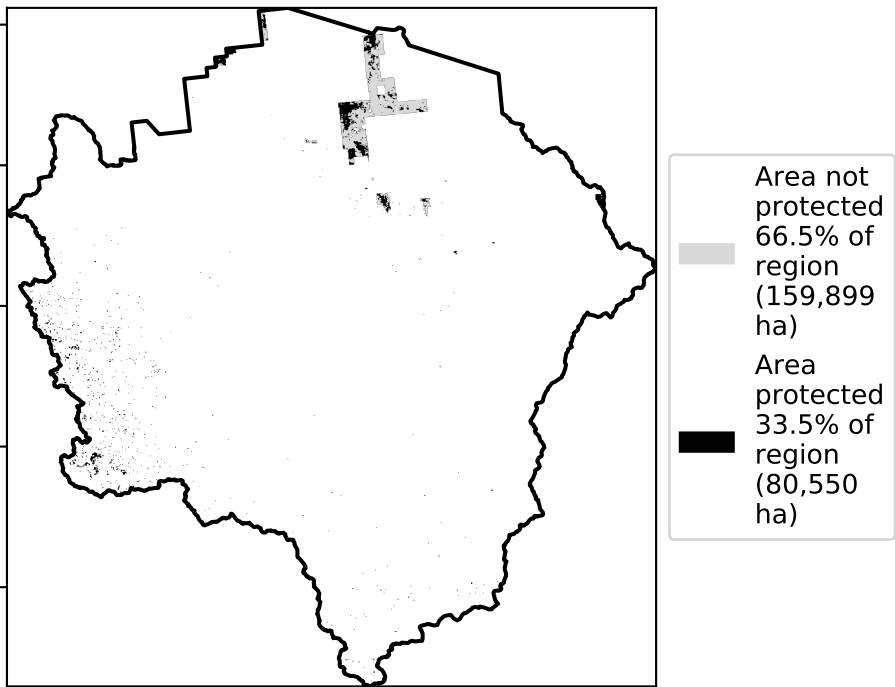 Area not
protected
66.5% of
region
(159,899
ha)
Area
protected
33.5% of
region
(80,550
ha)